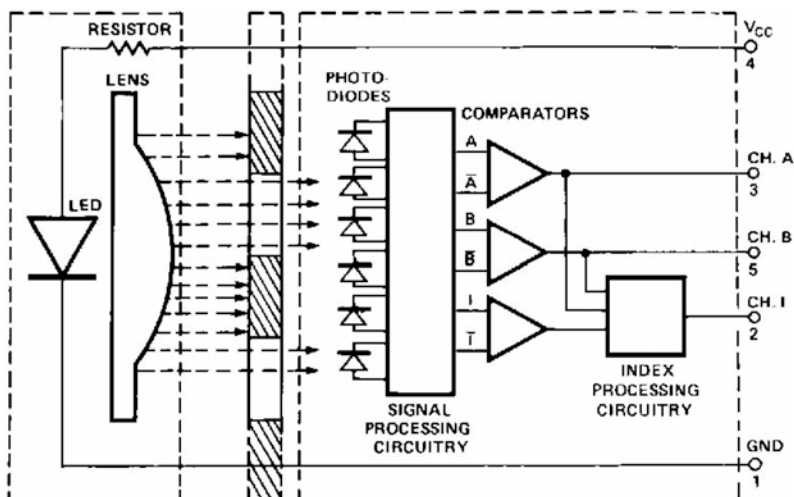 RESISTOR
LENS
LED
PHOTO-
DIODES
COMPARATORS
A
A̅
B
B̅
I
I̅
SIGNAL
PROCESSING
CIRCUITRY
INDEX
PROCESSING
CIRCUITRY
VCC
4
CH. A
3
CH. B
5
CH. I
2
GND
1